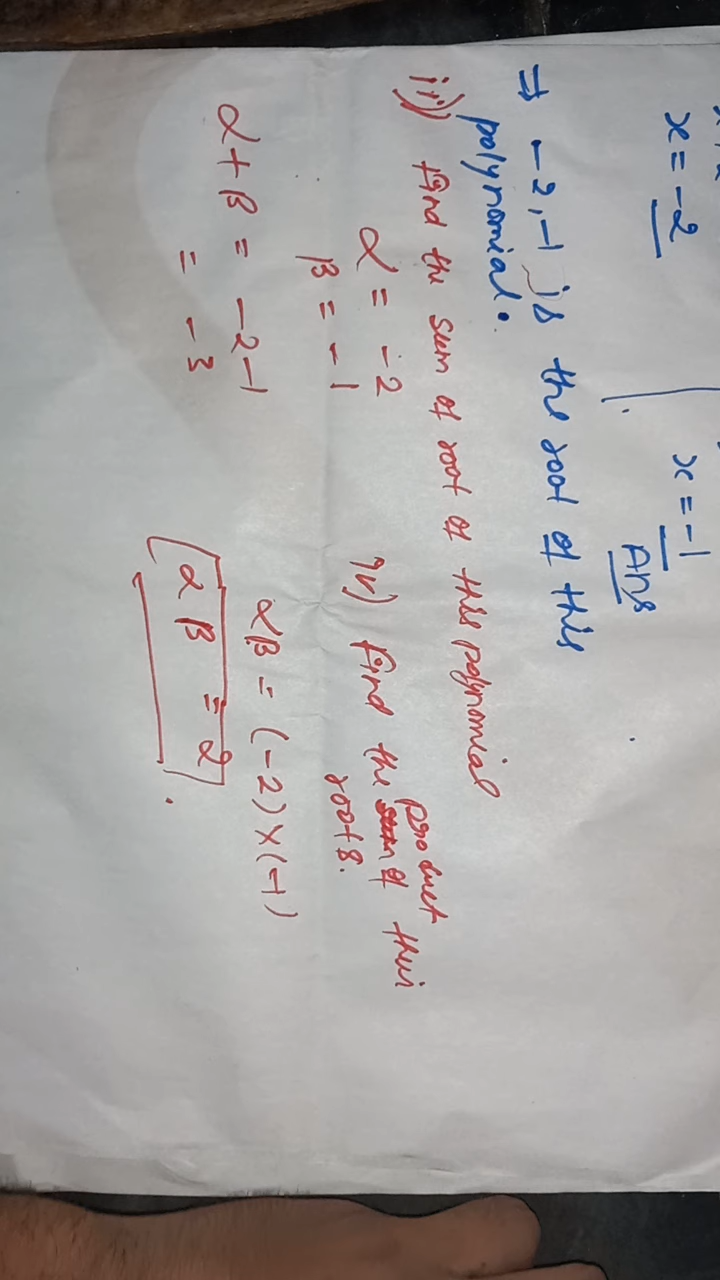 x = -2
x = -1
Ans
⇒ -2, -1 is the root of this
polynomial.
iii) find the sum of root of this polynomial
α = -2
β = -1
α + β = -2-1
= -3
iv) find the product of their
roots.
αβ = (-2) × (-1)
αβ = 2